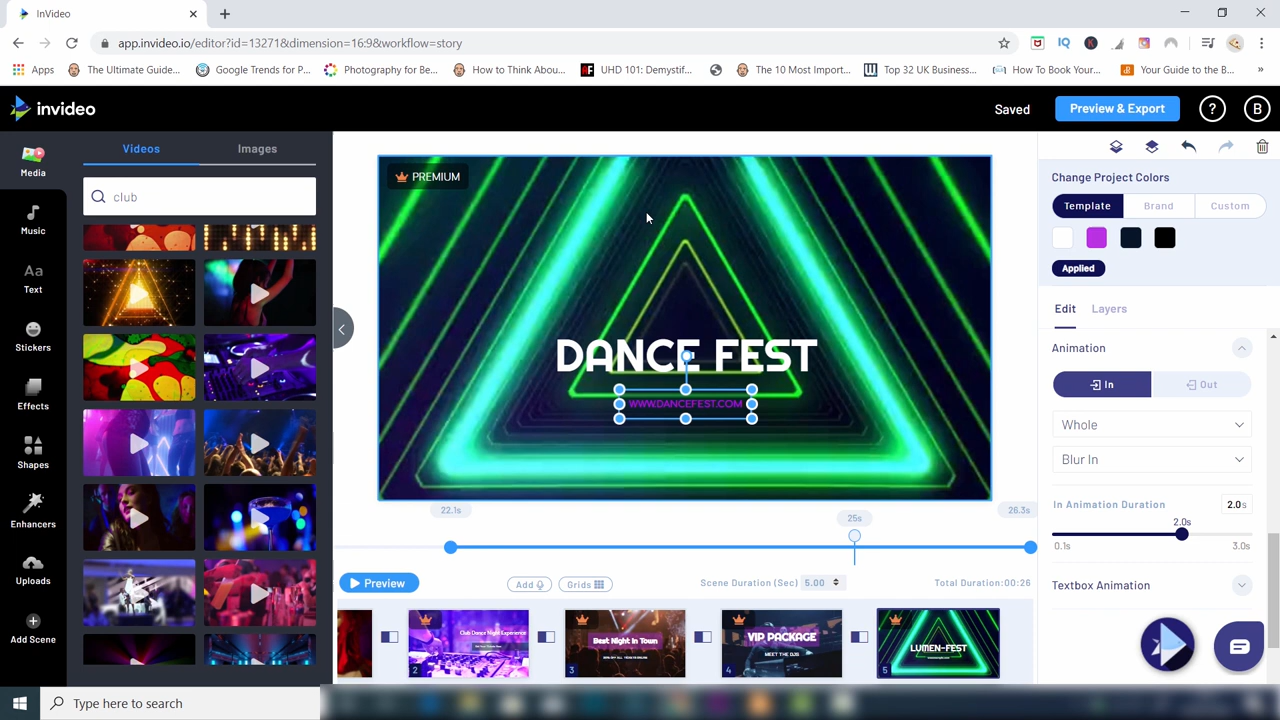 InVideo
app.invideo.io/editor?id=13271&dimension=16:9&workflow=story
Apps
The Ultimate Guide...
Google Trends for P...
Photography for Be...
How to Think Abou...
UHD 101: Demystif...
The 10 Most Import...
Top 32 UK Business...
How To Book Your...
Your Guide to the B...
»
invideo
Saved
Preview & Export
?
B
Media
Music
Aa
Text
Stickers
Effects
Shapes
Enhancers
Uploads
Add Scene
Videos
Images
club
PREMIUM
DANCE FEST
WWW.DANCEFEST.COM
22.1s
25s
26.3s
Preview
Add
Grids
Scene Duration (Sec) 5.00
Total Duration:00:26
2
Club Dance Night Experience
3
Best Night In Town
4
VIP PACKAGE
MEET THE DJS
5
LUMEN-FEST
Change Project Colors
Template
Brand
Custom
Applied
Edit
Layers
Animation
In
Out
Whole
Blur In
In Animation Duration
2.0s
2.0s
0.1s
3.0s
Textbox Animation
Type here to search